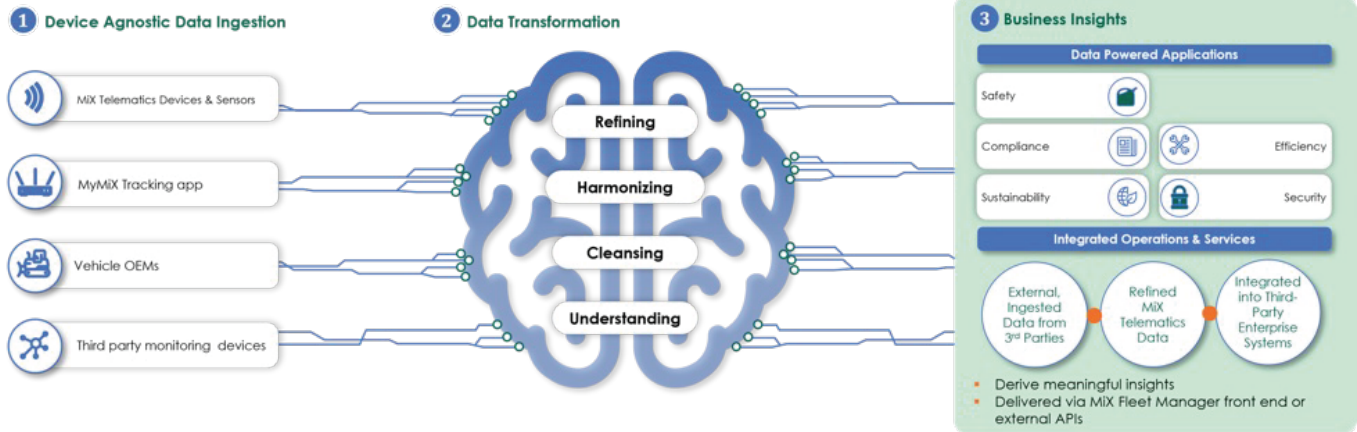 1 Device Agnostic Data Ingestion
MiX Telematics Devices & Sensors
MyMiX Tracking app
Vehicle OEMs
Third party monitoring devices
2 Data Transformation
Refining
Harmonizing
Cleansing
Understanding
3 Business Insights
Data Powered Applications
Safety
Compliance
Efficiency
Sustainability
Security
Integrated Operations & Services
External,
Ingested
Data from
3rd Parties
Refined
MiX
Telematics
Data
Integrated
into Third-
Party
Enterprise
Systems
▪ Derive meaningful insights
▪ Delivered via MiX Fleet Manager front end or
external APIs